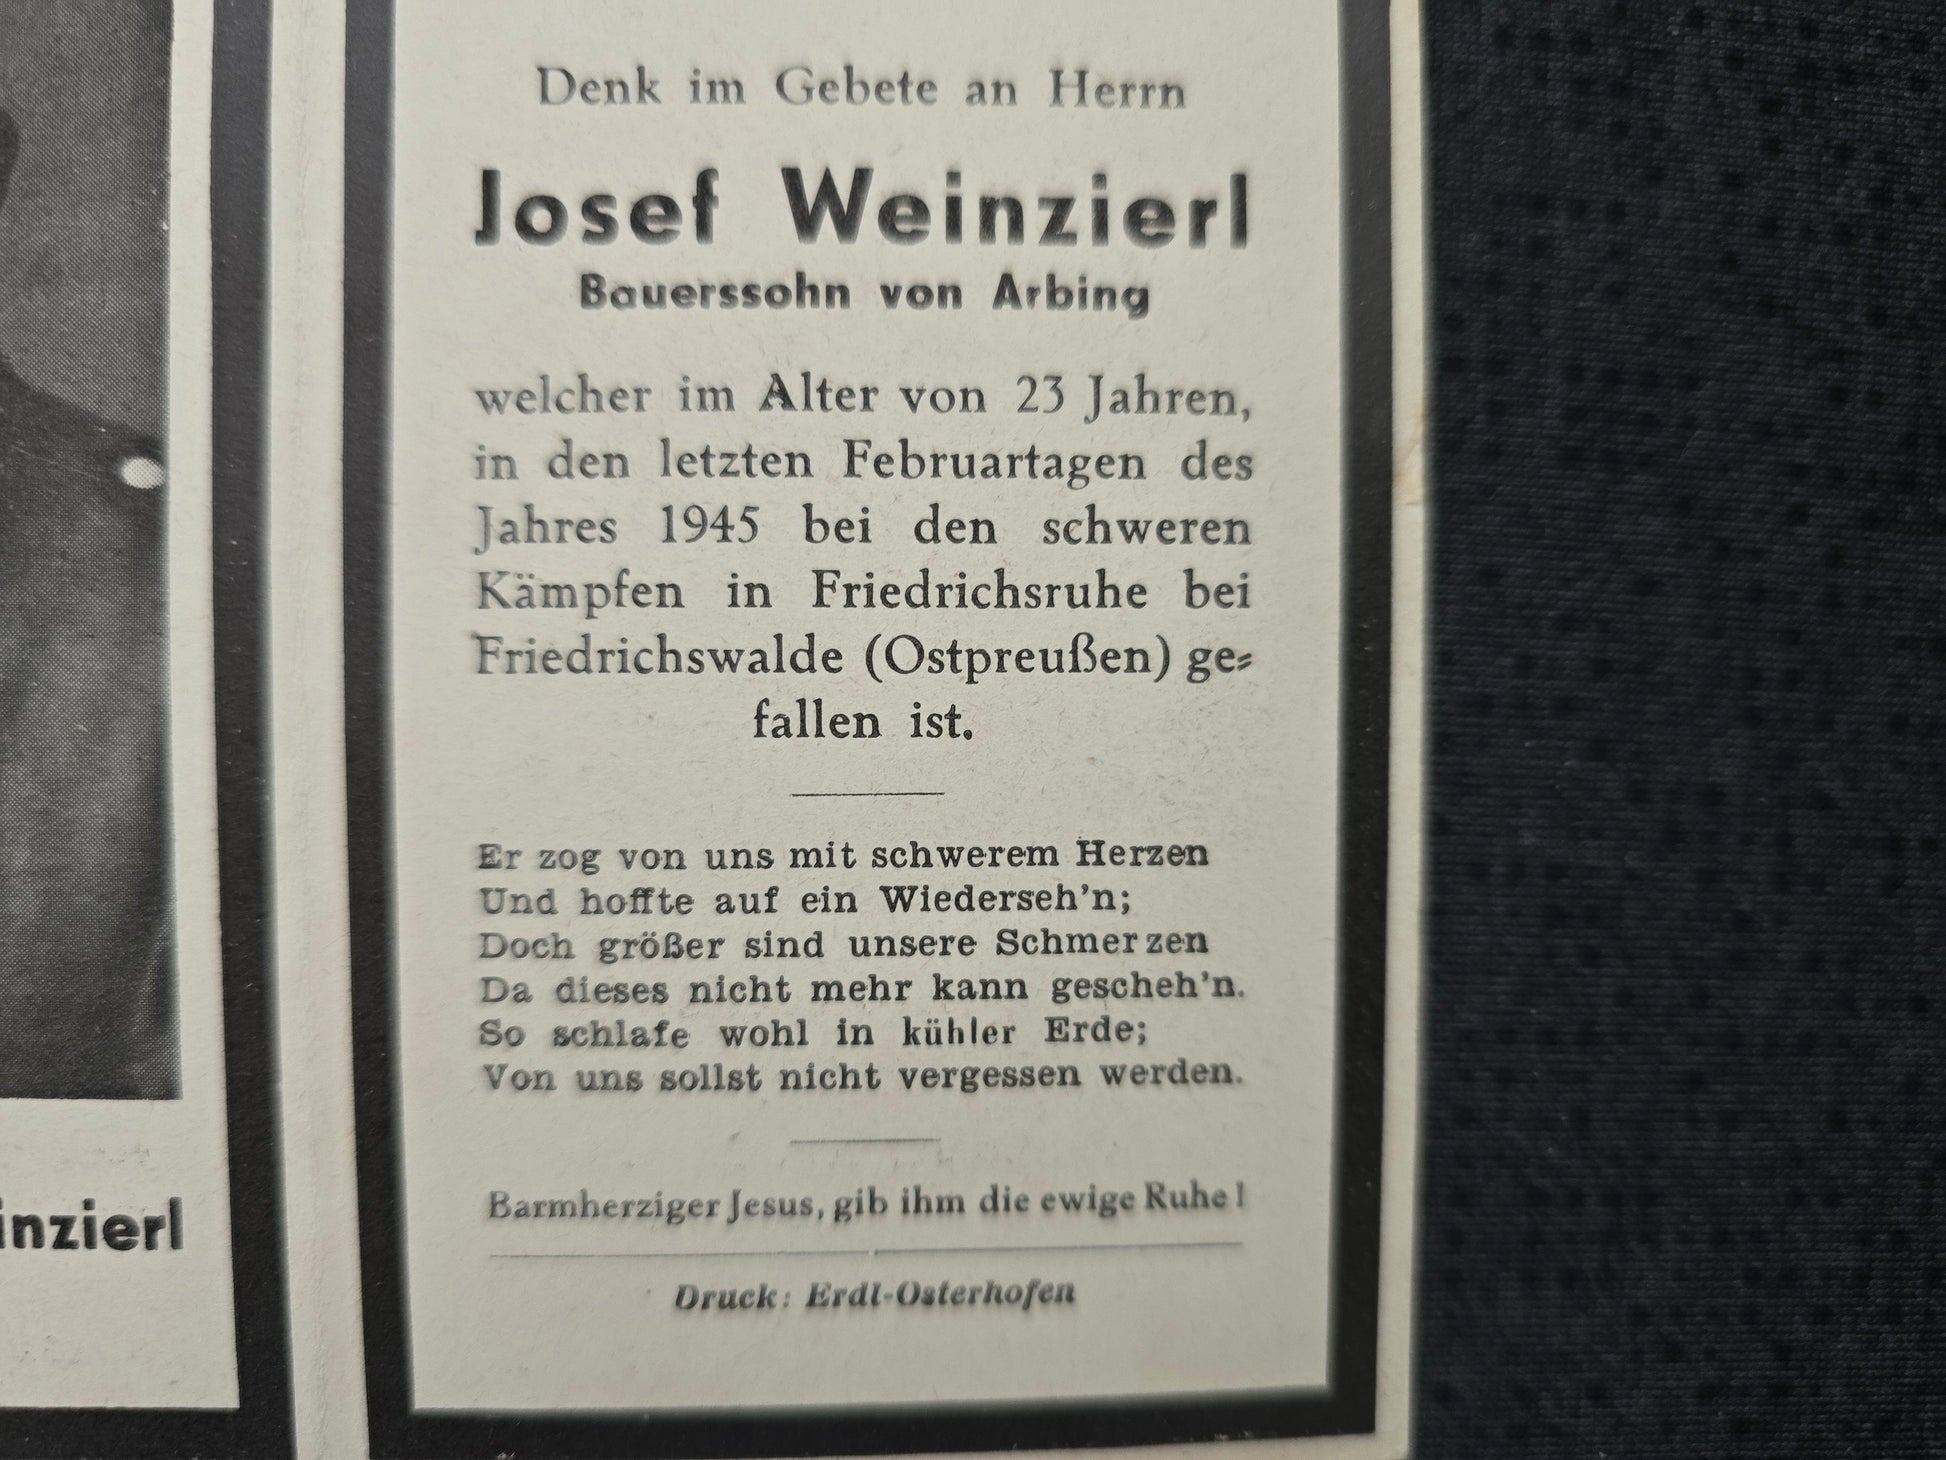 Denk im Gebete an Herrn
Josef Weinzierl
Bauerssohn von Arbing
welcher im Alter von 23 Jahren,
in den letzten Februartagen des
Jahres 1945 bei den schweren
Kämpfen in Friedrichsruhe bei
Friedrichswalde (Ostpreußen) ge-
fallen ist.
Er zog von uns mit schwerem Herzen
Und hoffte auf ein Wiederseh'n;
Doch größer sind unsere Schmerzen
Da dieses nicht mehr kann gescheh'n.
So schlafe wohl in kühler Erde;
Von uns sollst nicht vergessen werden.
Barmherziger Jesus, gib ihm die ewige Ruhe!
Druck: Erdl-Osterhofen
inzierl